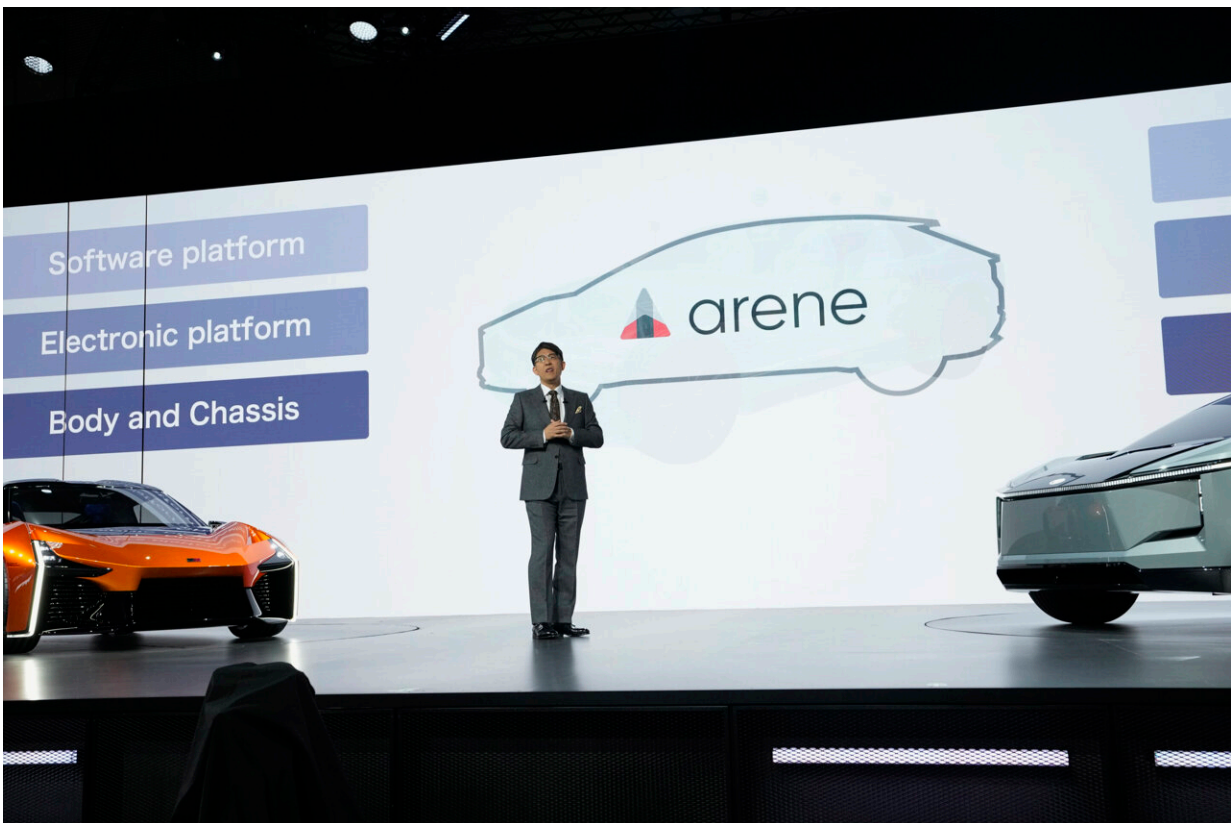 Software platform
Electronic platform
Body and Chassis
arene